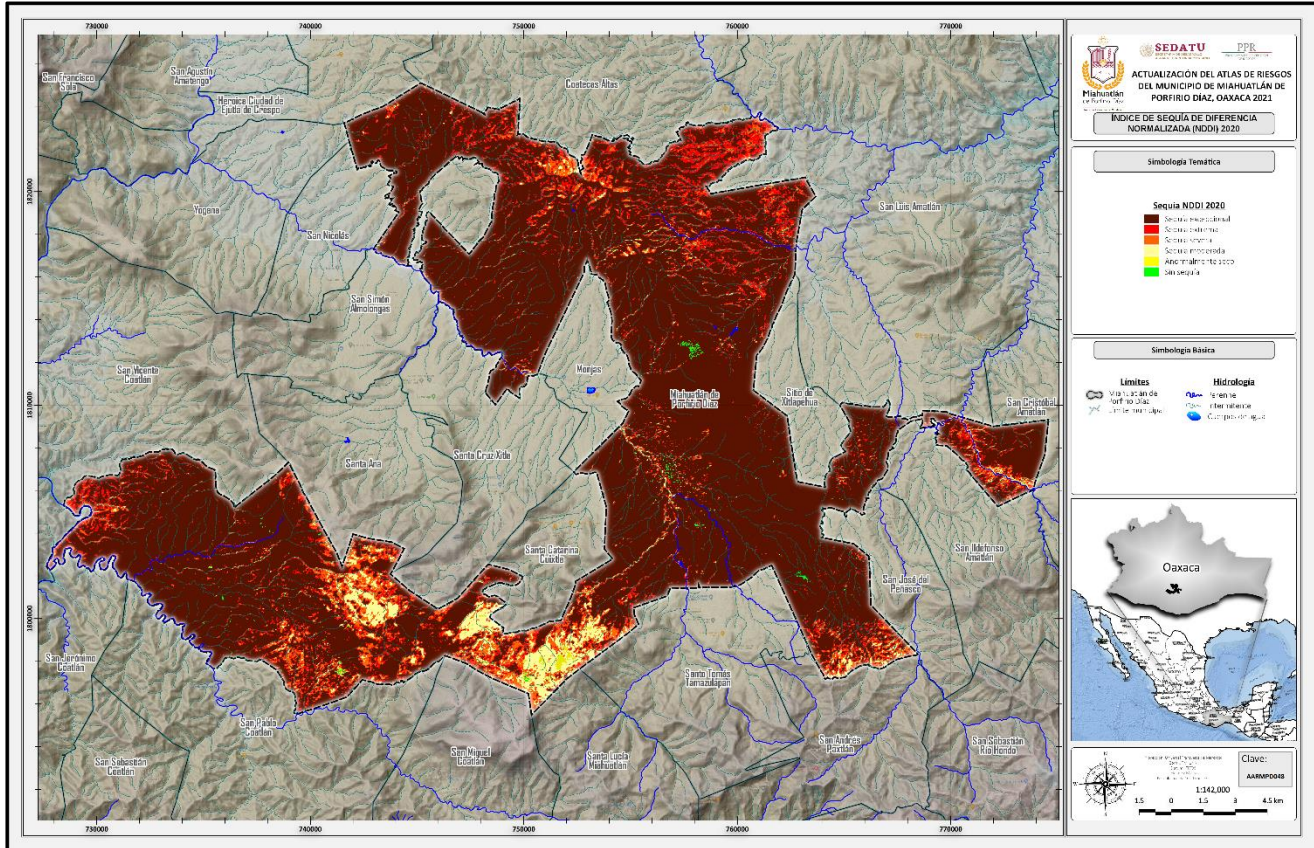 730000
740000
750000
760000
770000
San Francisco
Sola
San Agustín
Amatengo
Heroica Ciudad de
Ejutla de Crespo
Coatecas Altas
1820000
Yogana
San Nicolás
San Luis Amatlán
San Simón
Almolongas
San Vicente
Coatlán
Monjas
Miahuatlán de
Porfirio Díaz
Sitio de
Xitlapehua
San Cristóbal
Amatlán
1810000
Santa Ana
Santa Cruz Xitla
Santa Catarina
Cuixtla
San Ildefonso
Amatlán
San José del
Peñasco
1800000
San Jerónimo
Coatlán
San Pablo
Coatlán
San Sebastián
Coatlán
San Miguel
Coatlán
Santa Lucía
Miahuatlán
Santo Tomás
Tamazulapan
San Andrés
Paxtlán
San Sebastián
Río Hondo
730000
740000
750000
760000
770000
Miahuatlán
de Porfirio Díaz
SEDATU
PPR
ACTUALIZACIÓN DEL ATLAS DE RIESGOS
DEL MUNICIPIO DE MIAHUATLÁN DE
PORFIRIO DÍAZ, OAXACA 2021
ÍNDICE DE SEQUÍA DE DIFERENCIA
NORMALIZADA (NDDI) 2020
Simbología Temática
Sequía NDDI 2020
Sequía excepcional
Sequía extrema
Sequía severa
Sequía moderada
Anormalmente seco
Sin sequía
Simbología Básica
Límites
Miahuatlán de
Porfirio Díaz
Límite municipal
Hidrología
Perenne
Intermitente
Cuerpos de agua
Oaxaca
N
W
E
S
Clave:
AARMPD048
1:142,000
1.5 0 1.5 3 4.5 km